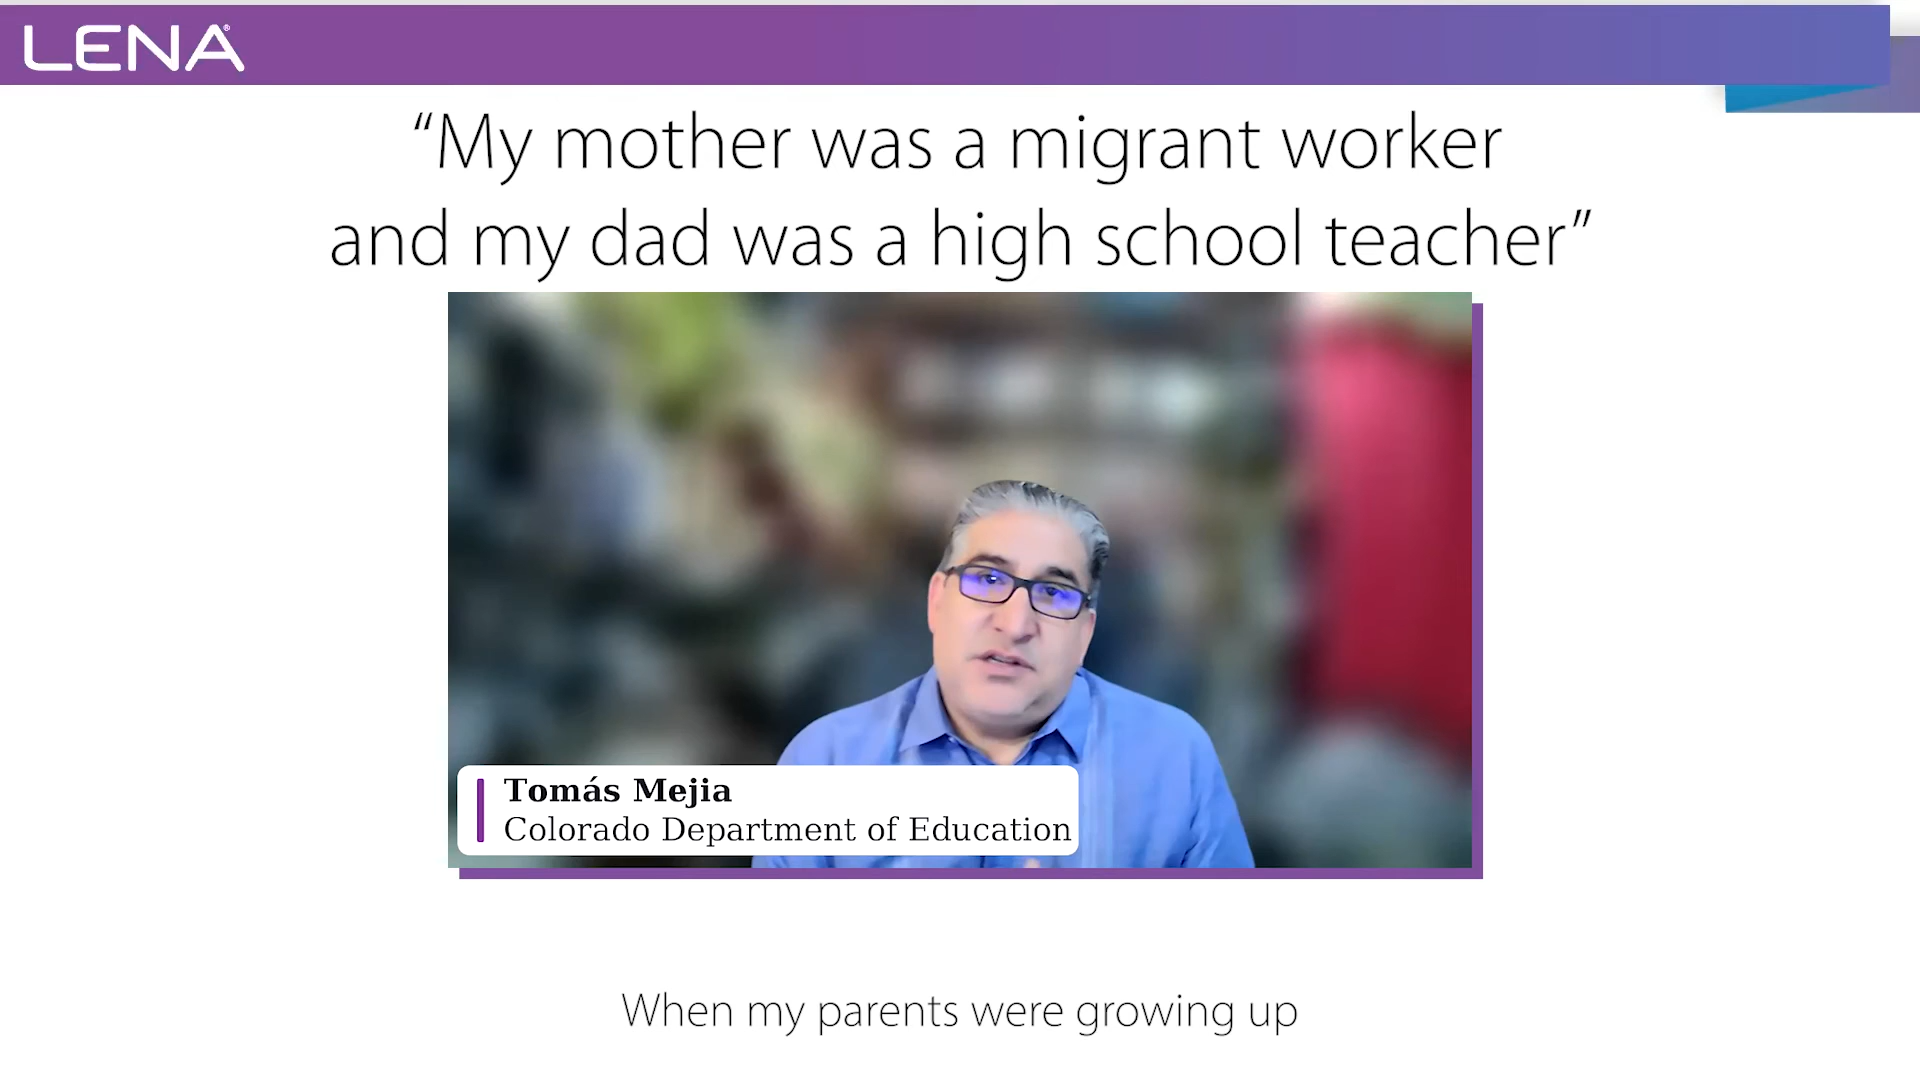 LENA®
“My mother was a migrant worker
and my dad was a high school teacher”
Tomás Mejia
Colorado Department of Education
When my parents were growing up